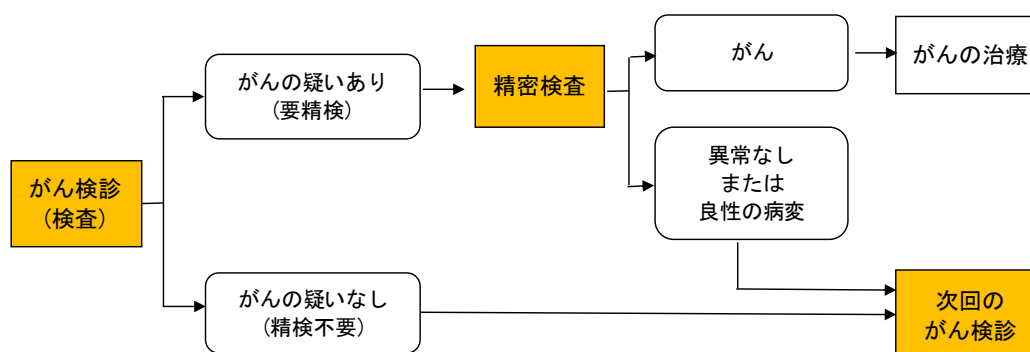 がん検診
(検査)
がんの疑いあり
(要精検)
精密検査
がん
がんの治療
異常なし
または
良性の病変
がんの疑いなし
(精検不要)
次回の
がん検診